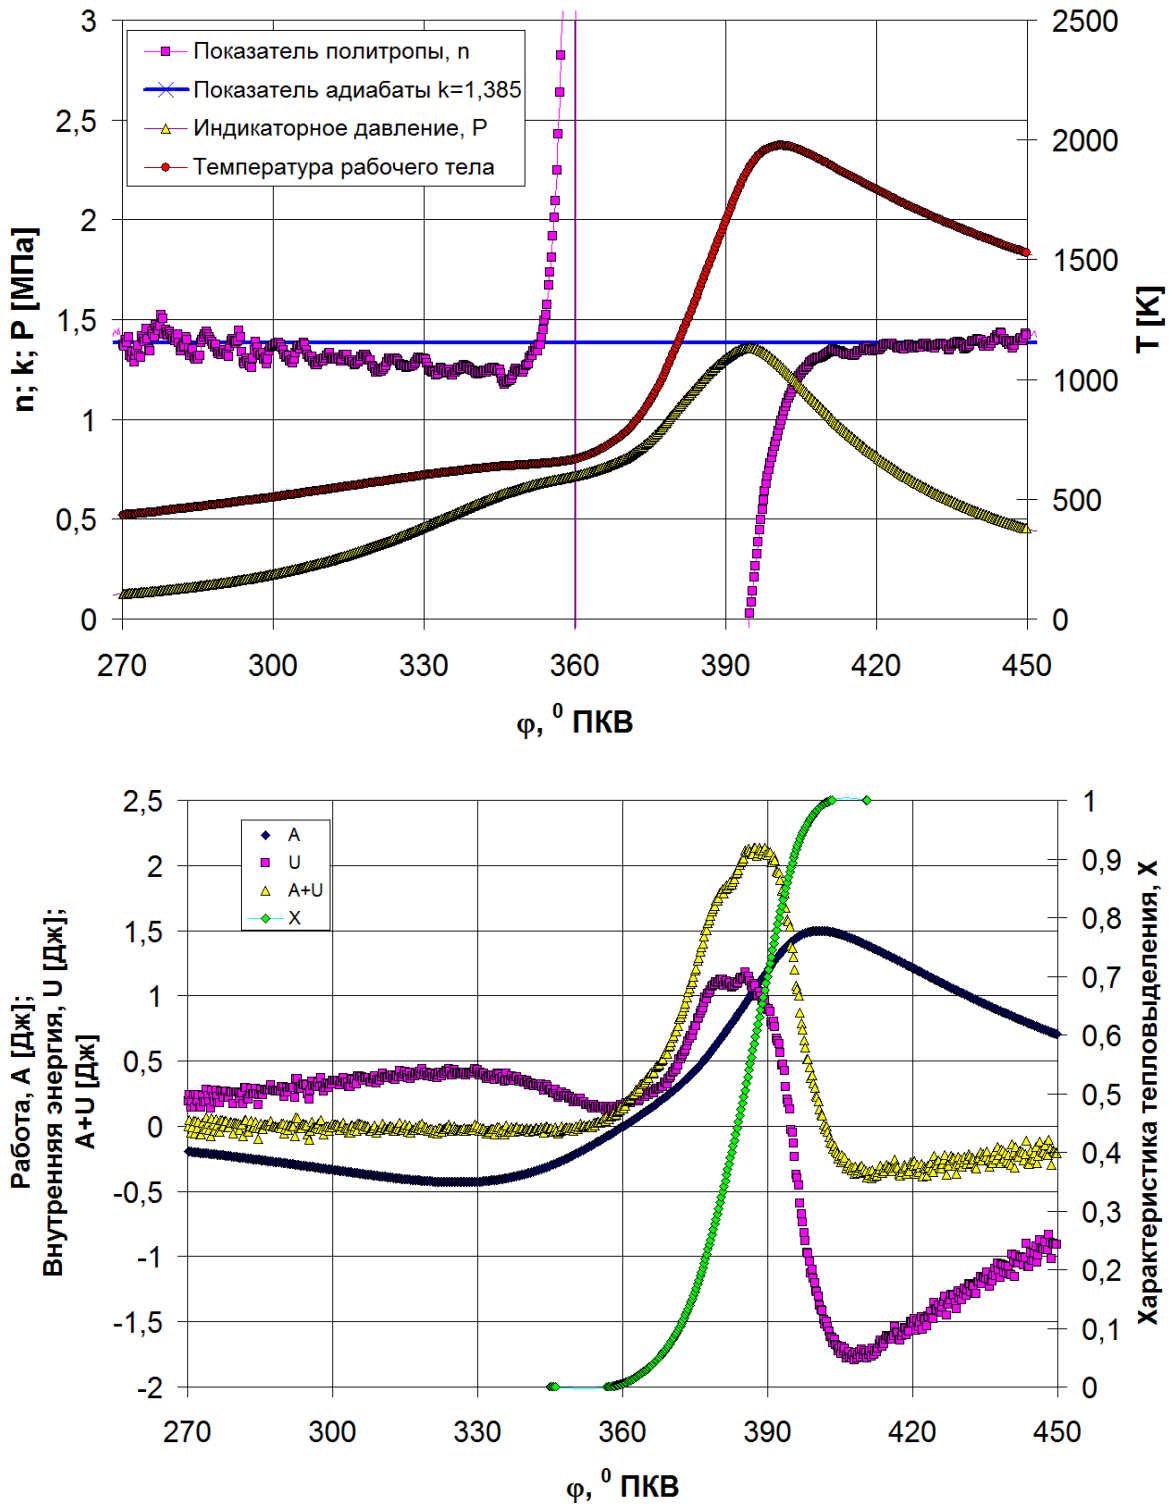 3
2,5
2
1,5
1
0,5
0
n; k; P [МПа]
Показатель политропы, n
Показатель адиабаты k=1,385
Индикаторное давление, P
Температура рабочего тела
2500
2000
1500
1000
500
0
T [K]
270 300 330 360 390 420 450
φ, ⁰ ПКВ
2,5
2
1,5
1
0,5
0
-0,5
-1
-1,5
-2
Работа, А [Дж];
Внутренняя энергия, U [Дж];
A+U [Дж]
A
U
A+U
X
1
0,9
0,8
0,7
0,6
0,5
0,4
0,3
0,2
0,1
0
Характеристика тепловыделения, X
270 300 330 360 390 420 450
φ, ⁰ ПКВ